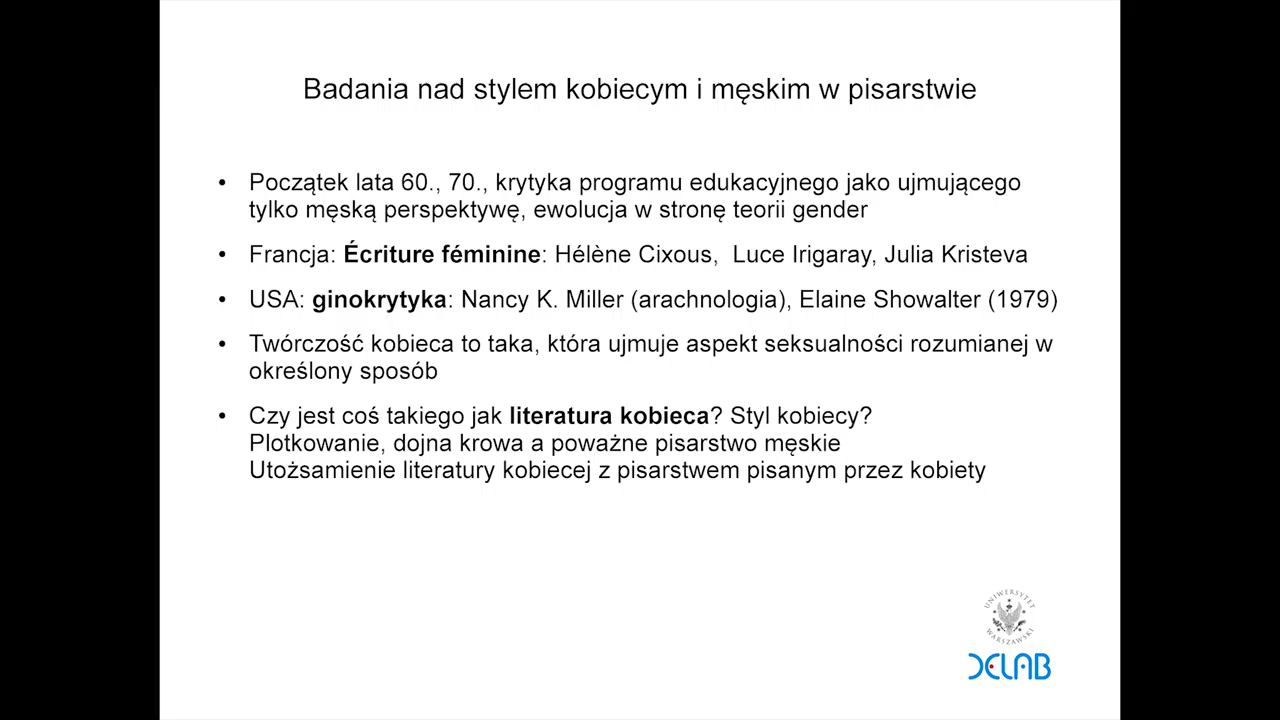 Badania nad stylem kobiecym i męskim w pisarstwie
• Początek lata 60., 70., krytyka programu edukacyjnego jako ujmującego
tylko męską perspektywę, ewolucja w stronę teorii gender
• Francja: Écriture féminine: Hélène Cixous, Luce Irigaray, Julia Kristeva
• USA: ginokrytyka: Nancy K. Miller (arachnologia), Elaine Showalter (1979)
• Twórczość kobieca to taka, która ujmuje aspekt seksualności rozumianej w
określony sposób
• Czy jest coś takiego jak literatura kobieca? Styl kobiecy?
Plotkowanie, dojna krowa a poważne pisarstwo męskie
Utożsamienie literatury kobiecej z pisarstwem pisanym przez kobiety
UNIWERSYTET
WARSZAWSKI
DELAB